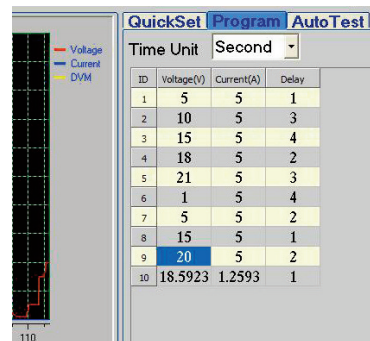 QuickSet Program AutoTest
Time Unit Second
Voltage
Current
DVM
ID Voltage(V) Current(A) Delay
1 5 5 1
2 10 5 3
3 15 5 4
4 18 5 2
5 21 5 3
6 1 5 4
7 5 5 2
8 15 5 1
9 20 5 2
10 18.5923 1.2593 1
110